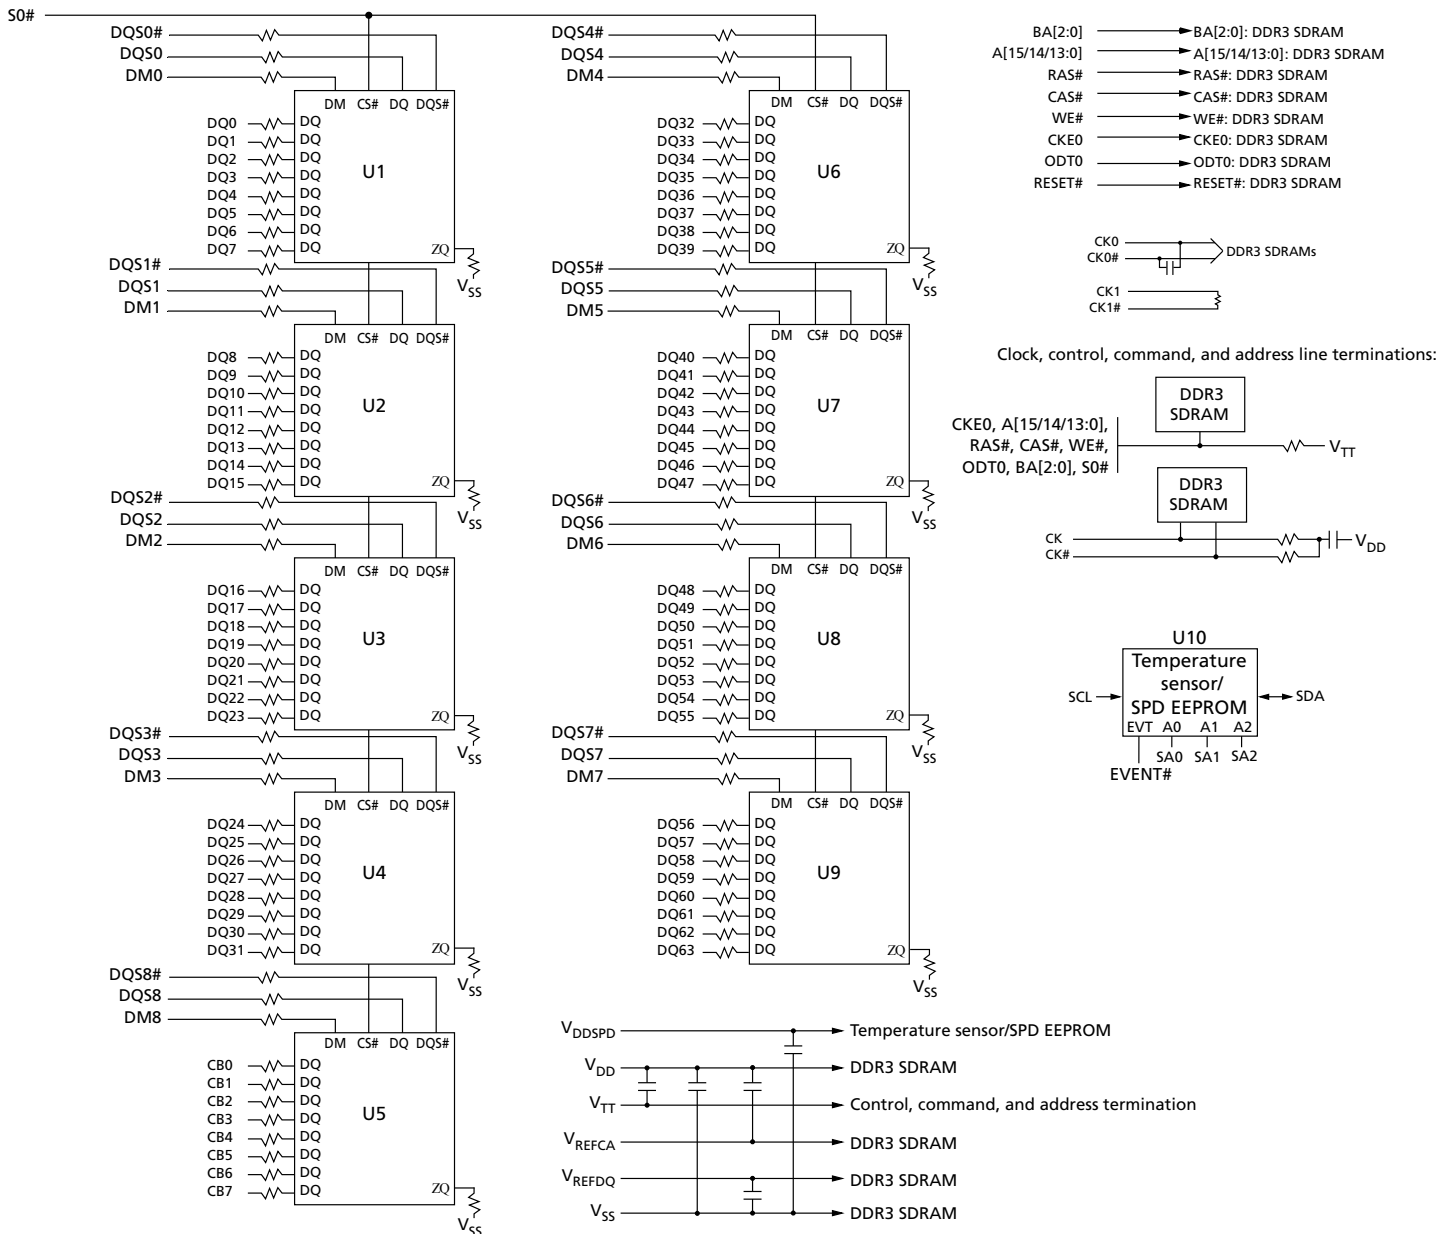 S0#
DQS0#
DQS0
DM0
DM CS# DQ DQS#
DQ0 DQ
DQ1 DQ
DQ2 DQ
DQ3 DQ
DQ4 DQ
DQ5 DQ
DQ6 DQ
DQ7 DQ
U1
ZQ
VSS
DQS1#
DQS1
DM1
DM CS# DQ DQS#
DQ8 DQ
DQ9 DQ
DQ10 DQ
DQ11 DQ
DQ12 DQ
DQ13 DQ
DQ14 DQ
DQ15 DQ
U2
ZQ
VSS
DQS2#
DQS2
DM2
DM CS# DQ DQS#
DQ16 DQ
DQ17 DQ
DQ18 DQ
DQ19 DQ
DQ20 DQ
DQ21 DQ
DQ22 DQ
DQ23 DQ
U3
ZQ
VSS
DQS3#
DQS3
DM3
DM CS# DQ DQS#
DQ24 DQ
DQ25 DQ
DQ26 DQ
DQ27 DQ
DQ28 DQ
DQ29 DQ
DQ30 DQ
DQ31 DQ
U4
ZQ
VSS
DQS8#
DQS8
DM8
DM CS# DQ DQS#
CB0 DQ
CB1 DQ
CB2 DQ
CB3 DQ
CB4 DQ
CB5 DQ
CB6 DQ
CB7 DQ
U5
ZQ
VSS
DQS4#
DQS4
DM4
DM CS# DQ DQS#
DQ32 DQ
DQ33 DQ
DQ34 DQ
DQ35 DQ
DQ36 DQ
DQ37 DQ
DQ38 DQ
DQ39 DQ
U6
ZQ
VSS
DQS5#
DQS5
DM5
DM CS# DQ DQS#
DQ40 DQ
DQ41 DQ
DQ42 DQ
DQ43 DQ
DQ44 DQ
DQ45 DQ
DQ46 DQ
DQ47 DQ
U7
ZQ
VSS
DQS6#
DQS6
DM6
DM CS# DQ DQS#
DQ48 DQ
DQ49 DQ
DQ50 DQ
DQ51 DQ
DQ52 DQ
DQ53 DQ
DQ54 DQ
DQ55 DQ
U8
ZQ
VSS
DQS7#
DQS7
DM7
DM CS# DQ DQS#
DQ56 DQ
DQ57 DQ
DQ58 DQ
DQ59 DQ
DQ60 DQ
DQ61 DQ
DQ62 DQ
DQ63 DQ
U9
ZQ
VSS
BA[2:0] BA[2:0]: DDR3 SDRAM
A[15/14/13:0] A[15/14/13:0]: DDR3 SDRAM
RAS# RAS#: DDR3 SDRAM
CAS# CAS#: DDR3 SDRAM
WE# WE#: DDR3 SDRAM
CKE0 CKE0: DDR3 SDRAM
ODT0 ODT0: DDR3 SDRAM
RESET# RESET#: DDR3 SDRAM
CK0
CK0#
DDR3 SDRAMs
CK1
CK1#
Clock, control, command, and address line terminations:
DDR3
SDRAM
CKE0, A[15/14/13:0],
RAS#, CAS#, WE#,
ODT0, BA[2:0], S0#
VTT
DDR3
SDRAM
CK
CK#
VDD
U10
Temperature
sensor/
SPD EEPROM
SCL
SDA
EVT A0 A1 A2
SA0 SA1 SA2
EVENT#
VDDSPD Temperature sensor/SPD EEPROM
VDD DDR3 SDRAM
VTT Control, command, and address termination
VREFCA DDR3 SDRAM
VREFDQ DDR3 SDRAM
VSS DDR3 SDRAM